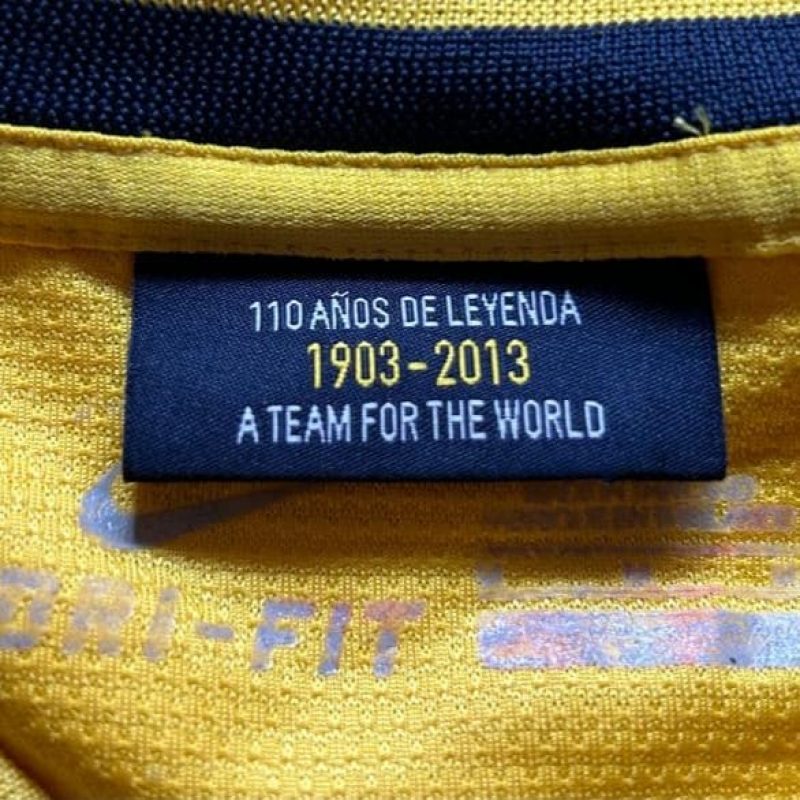 110 AÑOS DE LEYENDA
1903-2013
A TEAM FOR THE WORLD
DRI-FIT